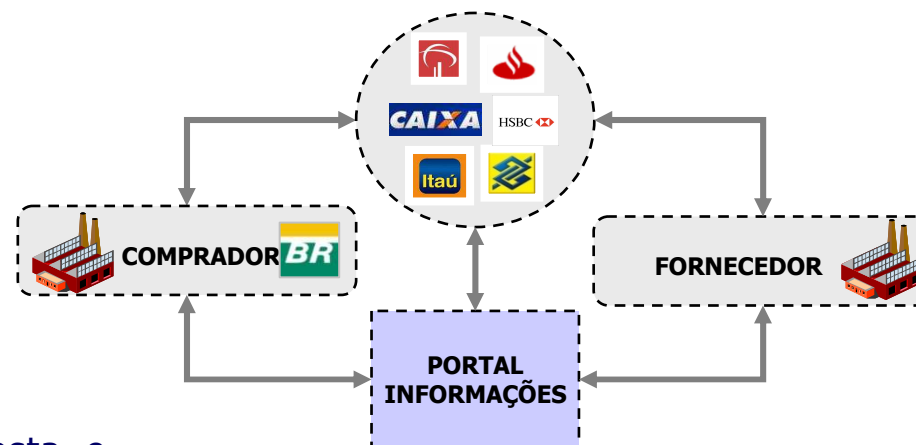 CAIXA
HSBC
Itaú
COMPRADOR
BR
FORNECEDOR
PORTAL
INFORMAÇÕES